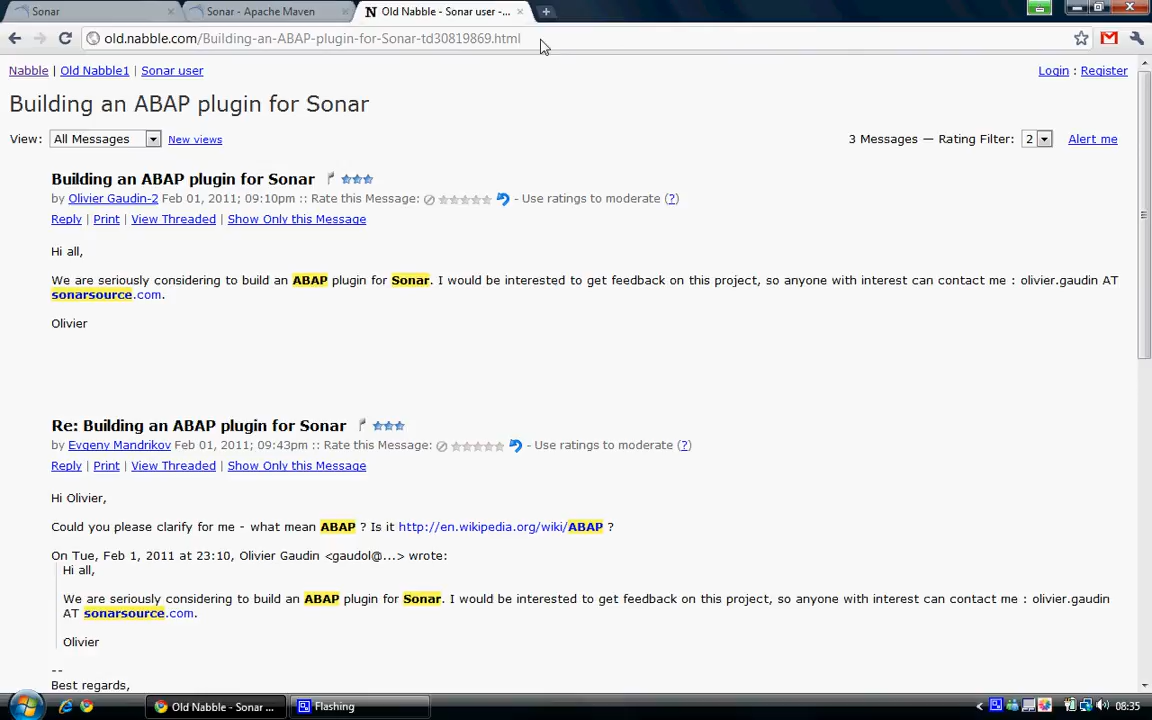 Sonar
Sonar - Apache Maven
Old Nabble - Sonar user -...
old.nabble.com/Building-an-ABAP-plugin-for-Sonar-td30819869.html
Nabble | Old Nabble1 | Sonar user
Login : Register
Building an ABAP plugin for Sonar
View: All Messages New views
3 Messages — Rating Filter: 2 Alert me
Building an ABAP plugin for Sonar
by Olivier Gaudin-2 Feb 01, 2011; 09:10pm :: Rate this Message: - Use ratings to moderate (?)
Reply | Print | View Threaded | Show Only this Message
Hi all,
We are seriously considering to build an ABAP plugin for Sonar. I would be interested to get feedback on this project, so anyone with interest can contact me : olivier.gaudin AT
sonarsource.com.
Olivier
Re: Building an ABAP plugin for Sonar
by Evgeny Mandrikov Feb 01, 2011; 09:43pm :: Rate this Message: - Use ratings to moderate (?)
Reply | Print | View Threaded | Show Only this Message
Hi Olivier,
Could you please clarify for me - what mean ABAP ? Is it http://en.wikipedia.org/wiki/ABAP ?
On Tue, Feb 1, 2011 at 23:10, Olivier Gaudin <gaudol@...> wrote:
Hi all,
We are seriously considering to build an ABAP plugin for Sonar. I would be interested to get feedback on this project, so anyone with interest can contact me : olivier.gaudin
AT sonarsource.com.
Olivier
--
Best regards,
Old Nabble - Sonar ...
Flashing
08:35